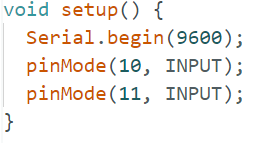 void setup() {
  Serial.begin(9600);
  pinMode(10, INPUT);
  pinMode(11, INPUT);
}